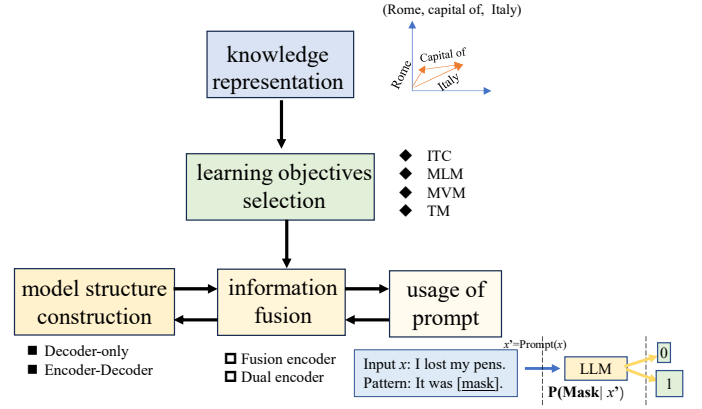 (Rome, capital of, Italy)
knowledge
representation
Capital of
Rome
Italy
learning objectives
selection
◆ ITC
◆ MLM
◆ MVM
◆ TM
model structure
construction
information
fusion
usage of
prompt
■ Decoder-only
■ Encoder-Decoder
Fusion encoder
Dual encoder
x’=Prompt(x)
Input x: I lost my pens.
Pattern: It was [mask].
LLM
P(Mask| x’)
0
1